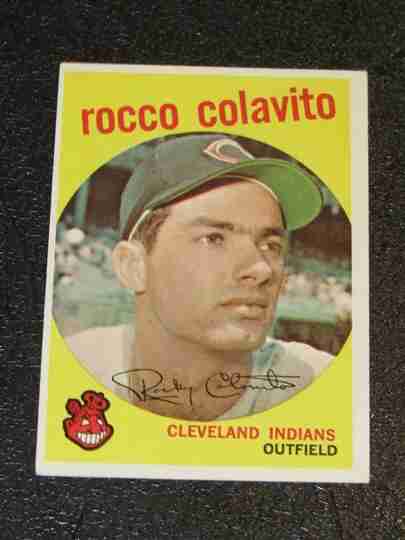 rocco colavito
C
Rocky Colavito
CLEVELAND INDIANS
OUTFIELD